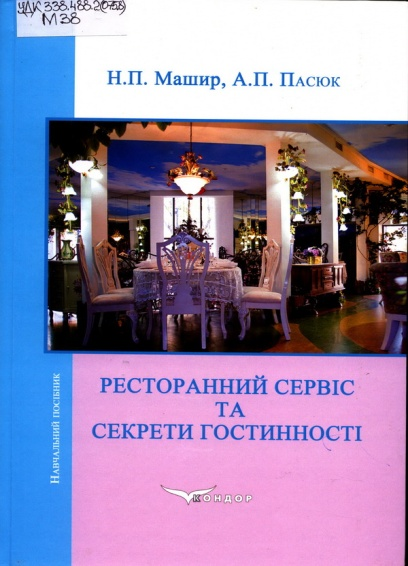 УДК 338.488.2(075)
М38
Н.П. Машир, А.П. Пасюк
РЕСТОРАННИЙ СЕРВІС
ТА
СЕКРЕТИ ГОСТИННОСТІ
Навчальний посібник
КОНДОР